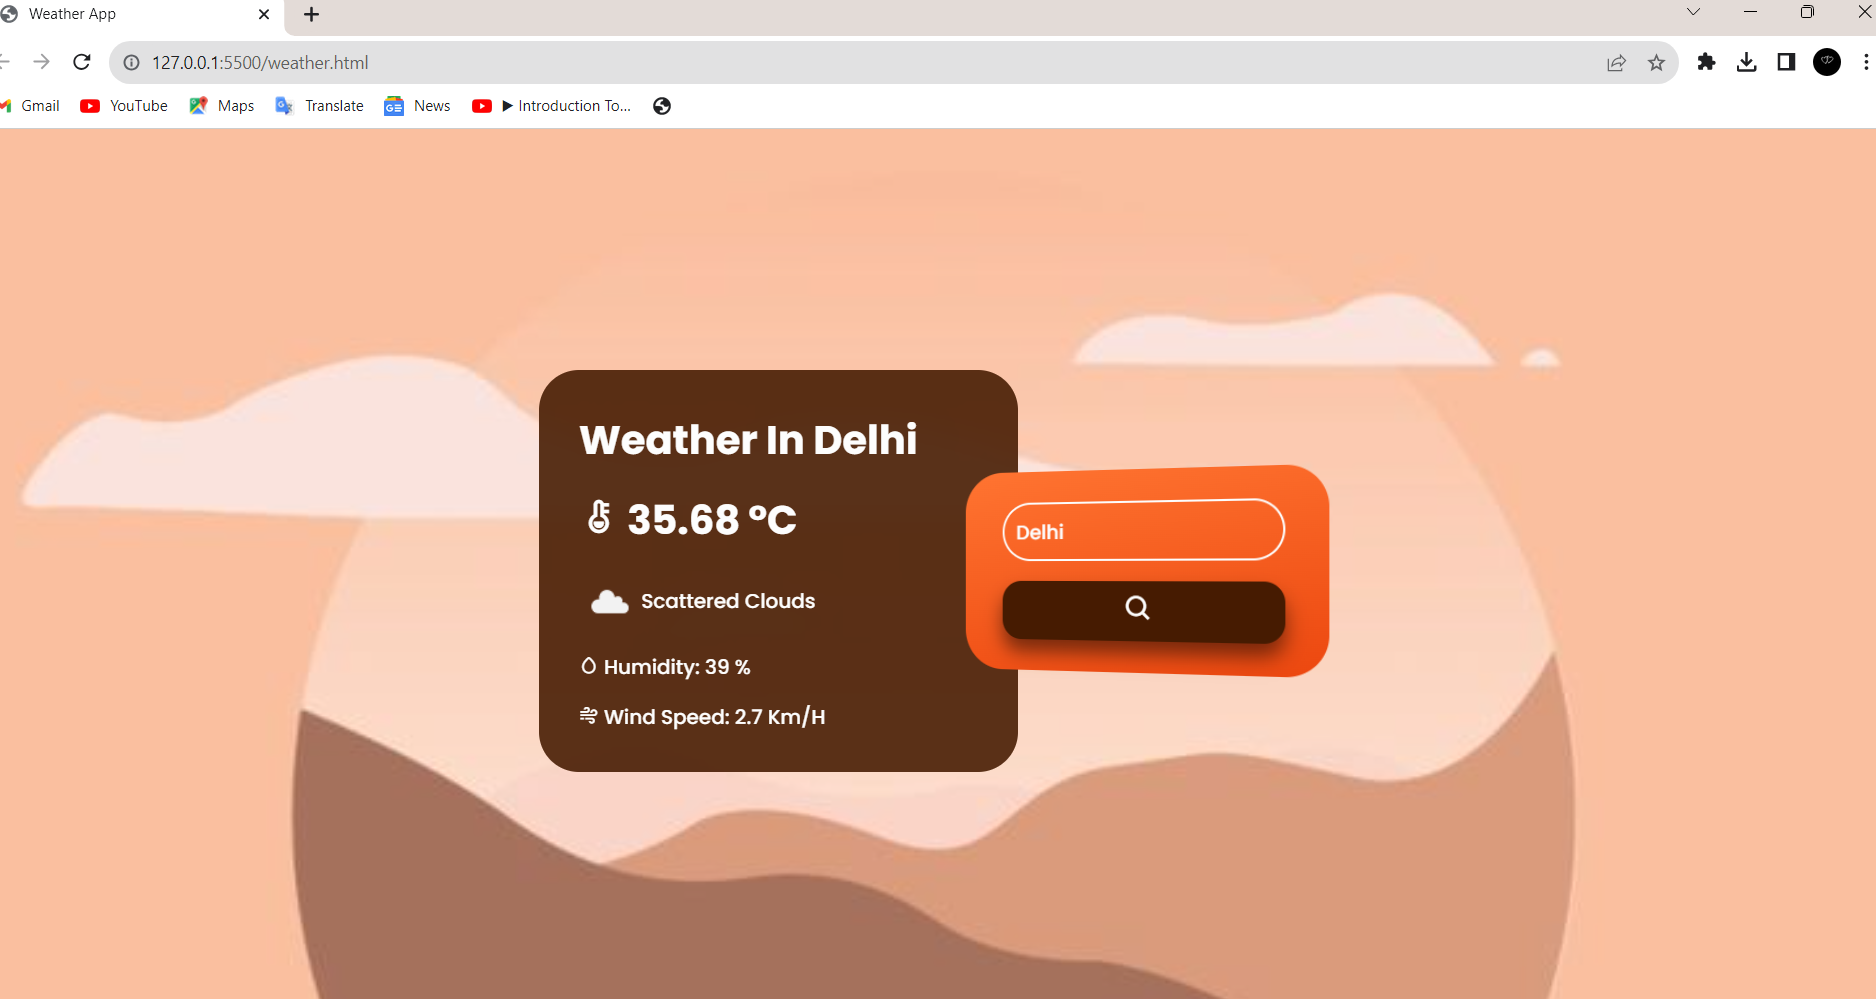 Weather App
127.0.0.1:5500/weather.html
Gmail YouTube Maps Translate News ▶ Introduction To...
Weather In Delhi
35.68 °C
Scattered Clouds
Humidity: 39 %
Wind Speed: 2.7 Km/H
Delhi